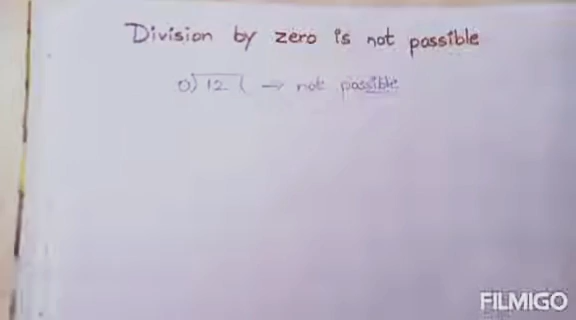 Division by zero is not possible
0)12( → not possible
FILMIGO